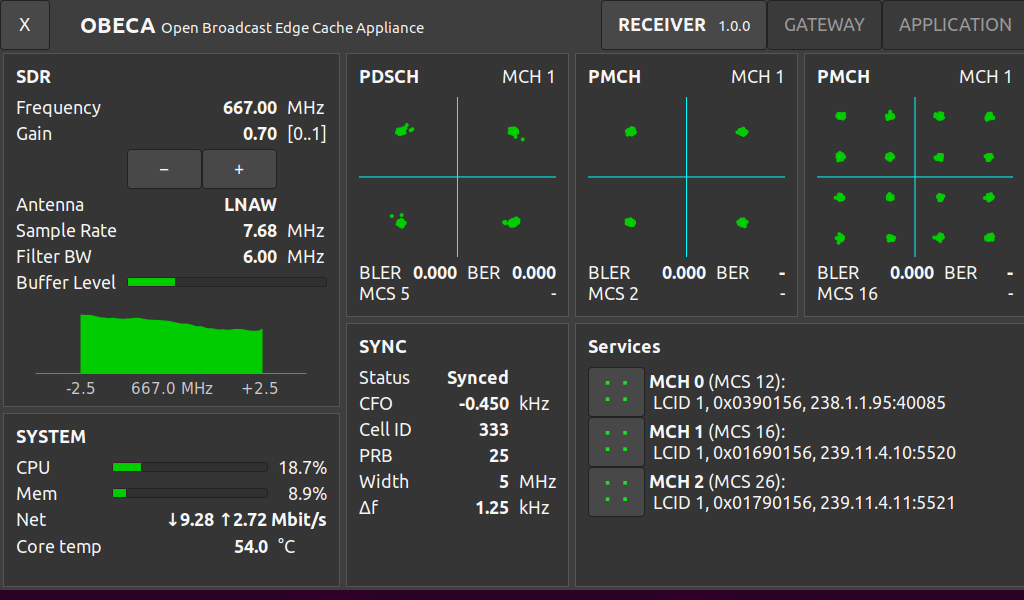 X
OBECA Open Broadcast Edge Cache Appliance
RECEIVER 1.0.0
GATEWAY
APPLICATION
SDR
Frequency 667.00 MHz
Gain 0.70 [0..1]
− +
Antenna LNAW
Sample Rate 7.68 MHz
Filter BW 6.00 MHz
Buffer Level
-2.5 667.0 MHz +2.5
SYSTEM
CPU 18.7%
Mem 8.9%
Net ↓9.28 ↑2.72 Mbit/s
Core temp 54.0 °C
PDSCH MCH 1
BLER 0.000 BER 0.000
MCS 5 -
PMCH MCH 1
BLER 0.000 BER -
MCS 2 -
PMCH MCH 1
BLER 0.000 BER -
MCS 16 -
SYNC
Status Synced
CFO -0.450 kHz
Cell ID 333
PRB 25
Width 5 MHz
Δf 1.25 kHz
Services
MCH 0 (MCS 12):
LCID 1, 0x0390156, 238.1.1.95:40085
MCH 1 (MCS 16):
LCID 1, 0x01690156, 239.11.4.10:5520
MCH 2 (MCS 26):
LCID 1, 0x01790156, 239.11.4.11:5521